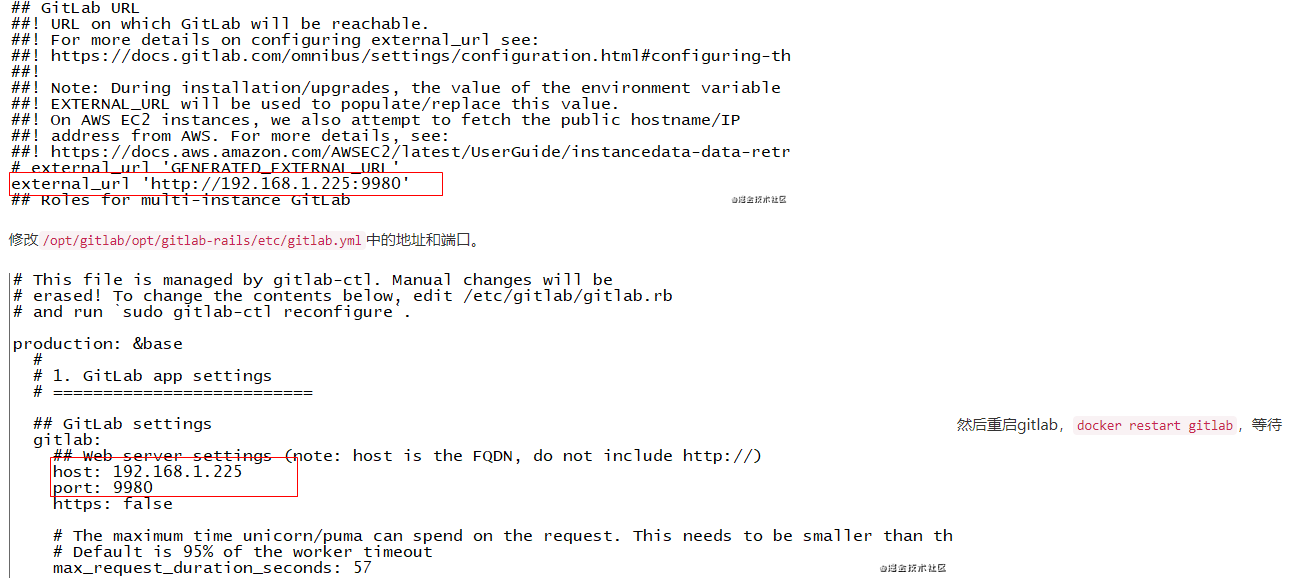 ## GitLab URL
##! URL on which GitLab will be reachable.
##! For more details on configuring external_url see:
##! https://docs.gitlab.com/omnibus/settings/configuration.html#configuring-th
##!
##! Note: During installation/upgrades, the value of the environment variable
##! EXTERNAL_URL will be used to populate/replace this value.
##! On AWS EC2 instances, we also attempt to fetch the public hostname/IP
##! address from AWS. For more details, see:
##! https://docs.aws.amazon.com/AWSEC2/latest/UserGuide/instancedata-data-retr
# external_url 'GENERATED_EXTERNAL_URL'
external_url 'http://192.168.1.225:9980'
## Roles for multi-instance GitLab
@掘金技术社区
修改 /opt/gitlab/opt/gitlab-rails/etc/gitlab.yml 中的地址和端口。
# This file is managed by gitlab-ctl. Manual changes will be
# erased! To change the contents below, edit /etc/gitlab/gitlab.rb
# and run `sudo gitlab-ctl reconfigure`.
production: &base
#
# 1. GitLab app settings
# ==========================
## GitLab settings
gitlab:
## Web server settings (note: host is the FQDN, do not include http://)
host: 192.168.1.225
port: 9980
https: false
# The maximum time unicorn/puma can spend on the request. This needs to be smaller than th
# Default is 95% of the worker timeout
max_request_duration_seconds: 57
@掘金技术社区
然后重启gitlab，docker restart gitlab，等待